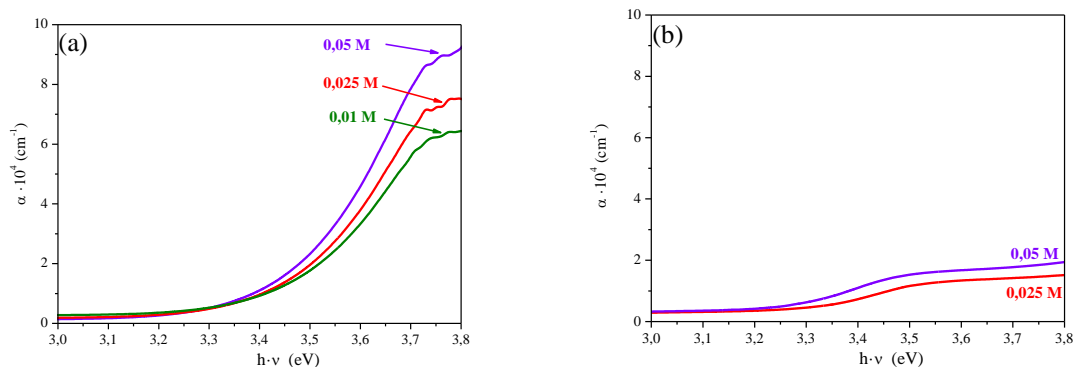 (a)
10
8
6
4
2
0
α ·10⁴ (cm⁻¹)
0,05 M
0,025 M
0,01 M
3,0 3,1 3,2 3,3 3,4 3,5 3,6 3,7 3,8
h·ν (eV)
(b)
10
8
6
4
2
0
α ·10⁴ (cm⁻¹)
0,05 M
0,025 M
3,0 3,1 3,2 3,3 3,4 3,5 3,6 3,7 3,8
h·ν (eV)